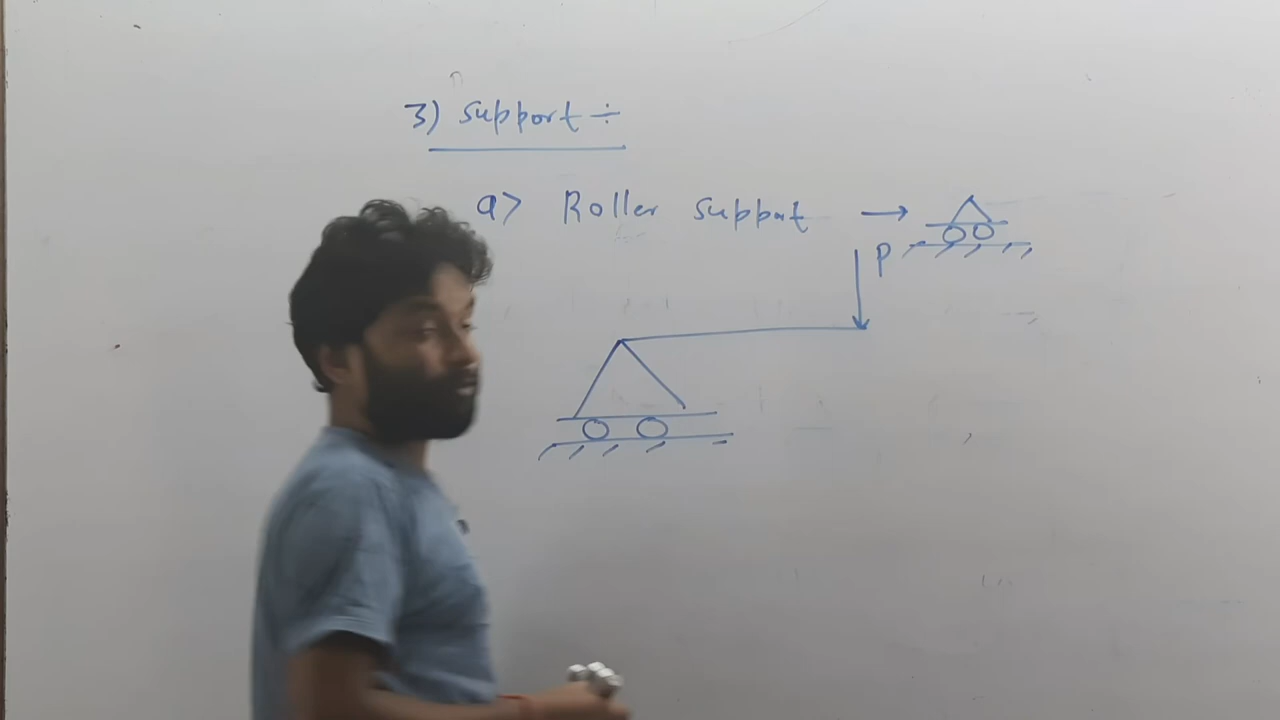 3) support ÷
a> Roller support →
P